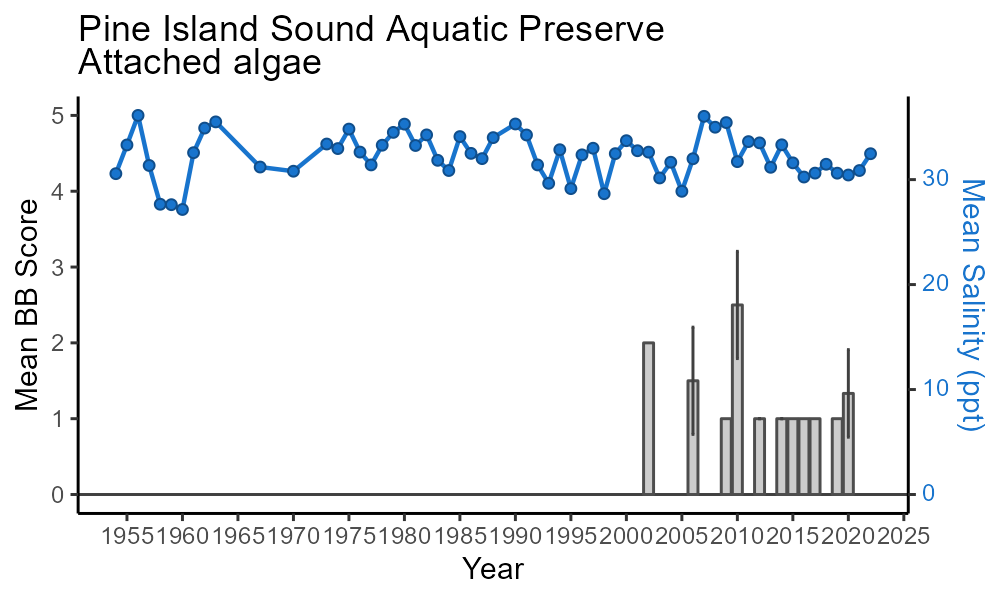 Pine Island Sound Aquatic Preserve
Attached algae
Mean BB Score
5
4
3
2
1
0
30
20
10
0
Mean Salinity (ppt)
1955 1960 1965 1970 1975 1980 1985 1990 1995 2000 2005 2010 2015 2020 2025
Year